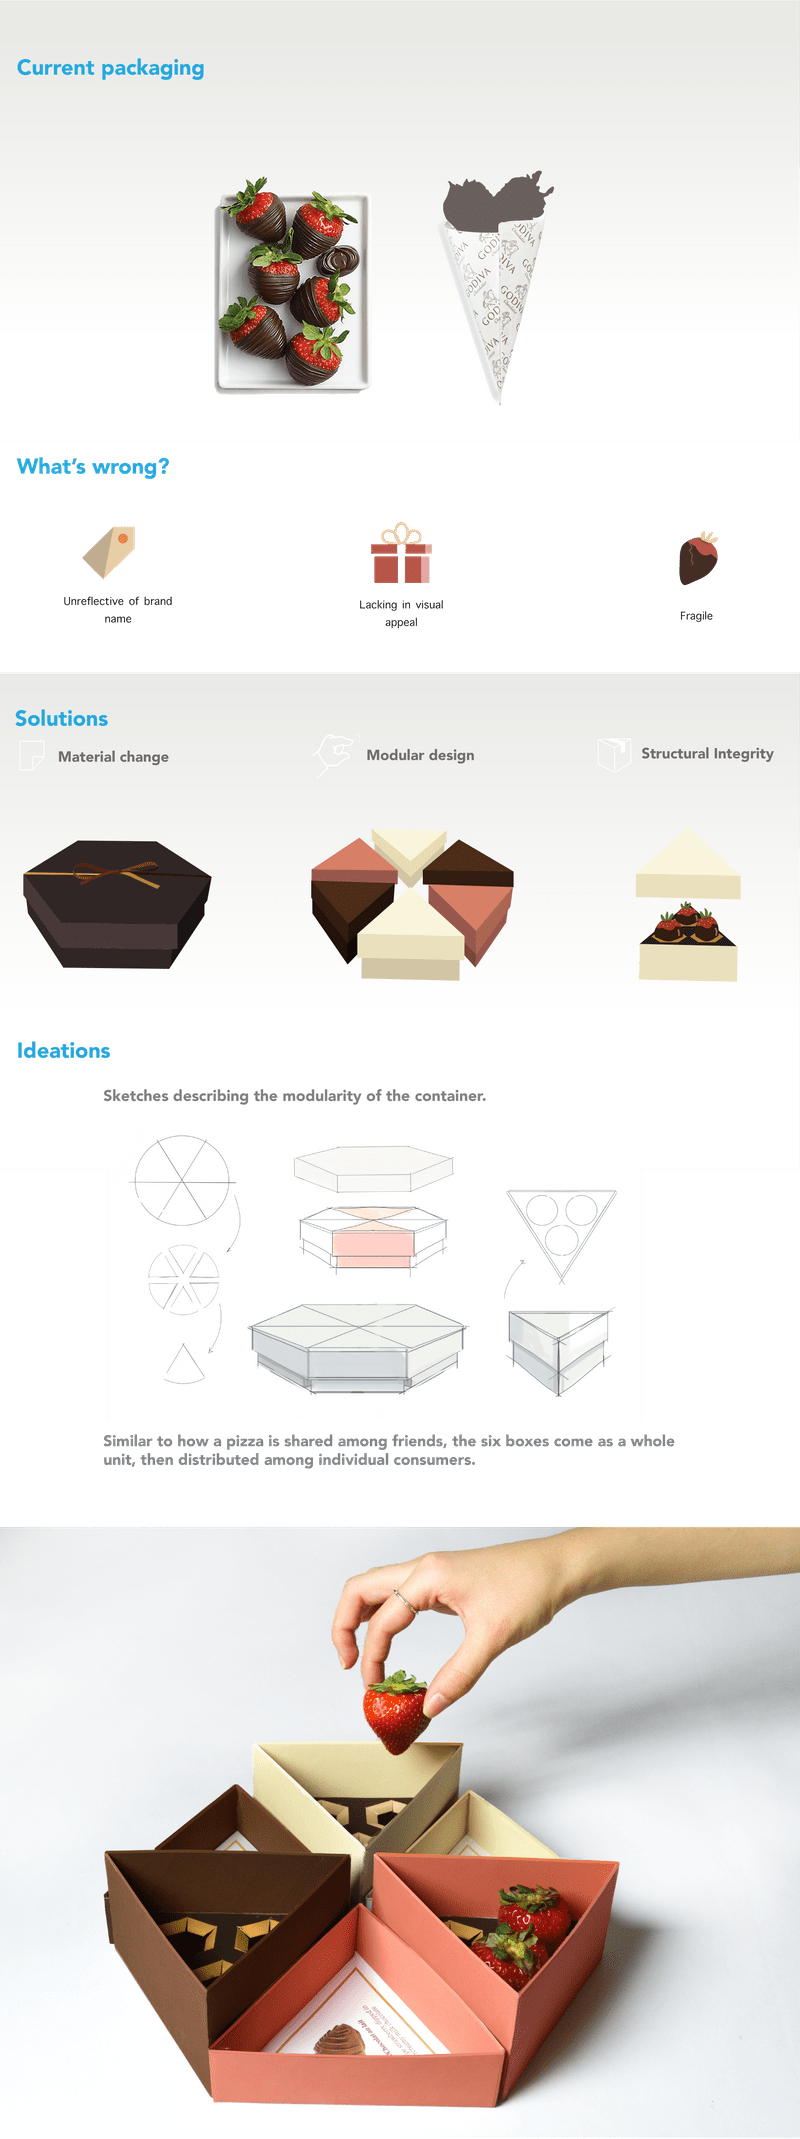 Current packaging
GODIVA
GODIVA
GODIVA
GODIVA
What's wrong?
Unreflective of brand
name
Lacking in visual
appeal
Fragile
Solutions
Material change
Modular design
Structural Integrity
Ideations
Sketches describing the modularity of the container.
Similar to how a pizza is shared among friends, the six boxes come as a whole
unit, then distributed among individual consumers.